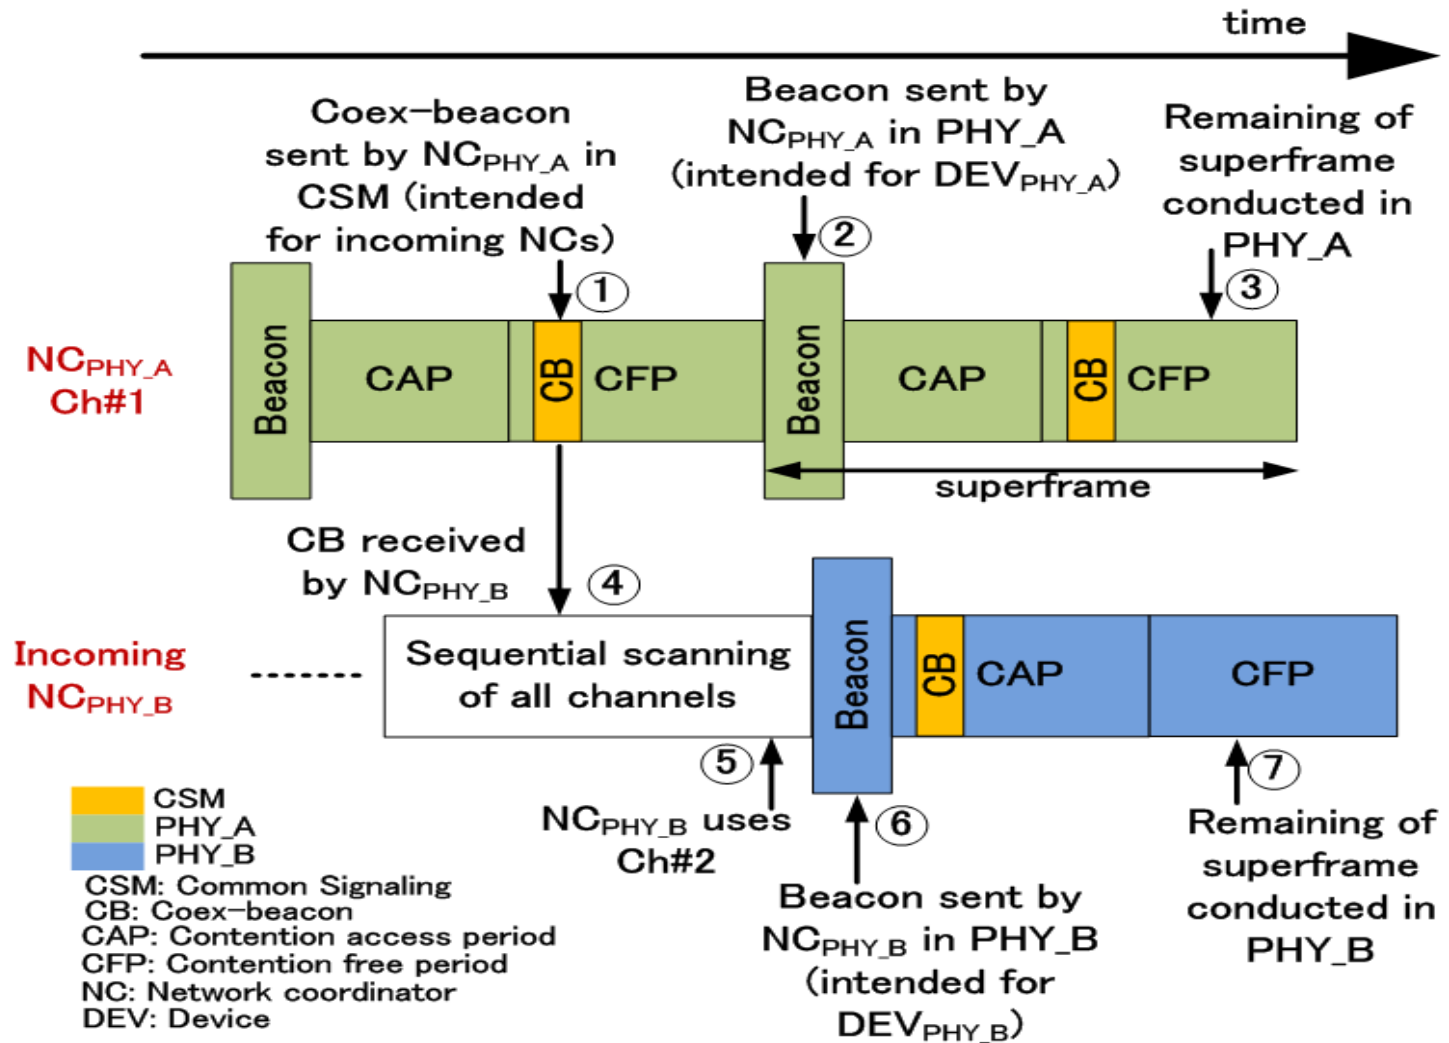 time
Coex-beacon
sent by NCPHY_A in
CSM (intended
for incoming NCs)
Beacon sent by
NCPHY_A in PHY_A
(intended for DEVPHY_A)
Remaining of
superframe
conducted in
PHY_A
1
2
3
NCPHY_A
Ch#1
Beacon
CAP
CB
CFP
Beacon
CAP
CB
CFP
superframe
CB received
by NCPHY_B
4
Incoming
NCPHY_B
Sequential scanning
of all channels
Beacon
CB
CAP
CFP
5
NCPHY_B uses
Ch#2
6
Beacon sent by
NCPHY_B in PHY_B
(intended for
DEVPHY_B)
7
Remaining of
superframe
conducted in
PHY_B
CSM
PHY_A
PHY_B
CSM: Common Signaling
CB: Coex-beacon
CAP: Contention access period
CFP: Contention free period
NC: Network coordinator
DEV: Device